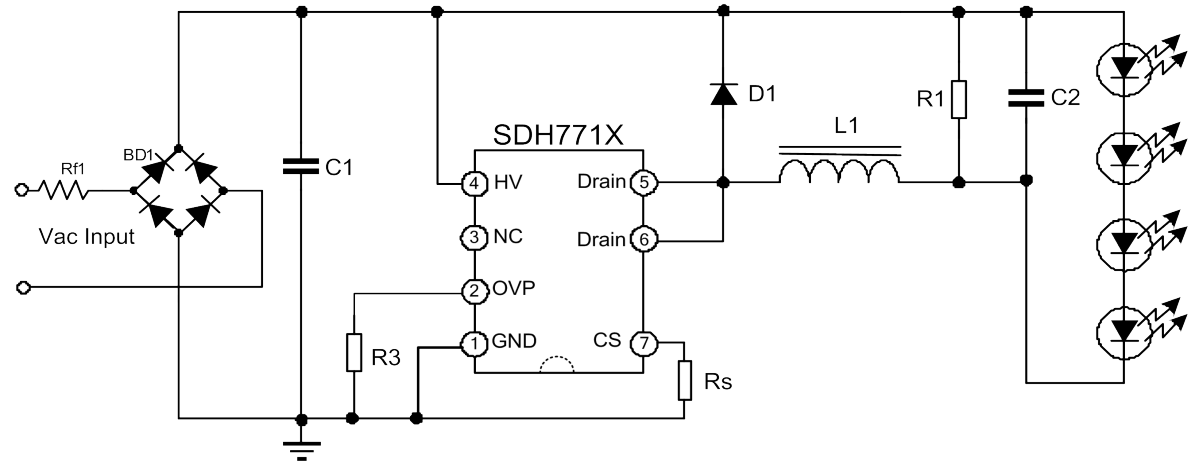 SDH771X
Rf1
BD1
Vac Input
C1
4 HV
3 NC
2 OVP
1 GND
Drain 5
Drain 6
CS 7
R3
Rs
D1
L1
R1
C2